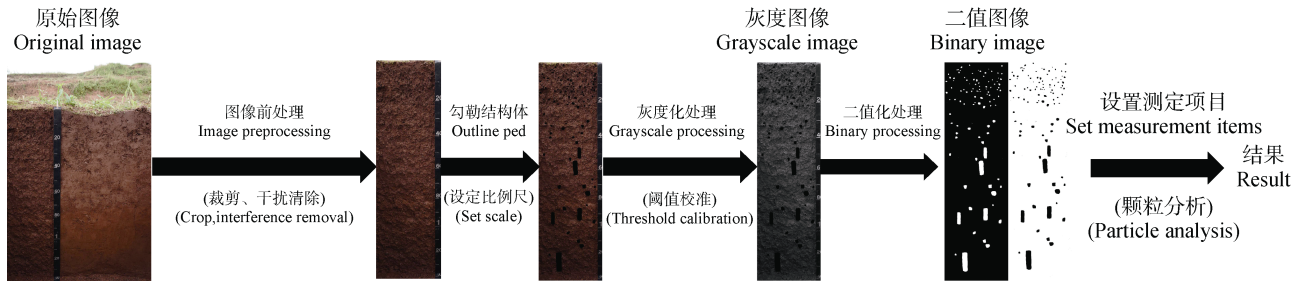 原始图像
Original image
图像前处理
Image preprocessing
(裁剪、干扰清除)
(Crop,interference removal)
勾勒结构体
Outline ped
(设定比例尺)
(Set scale)
灰度化处理
Grayscale processing
(阈值校准)
(Threshold calibration)
灰度图像
Grayscale image
二值化处理
Binary processing
二值图像
Binary image
设置测定项目
Set measurement items
(颗粒分析)
(Particle analysis)
结果
Result